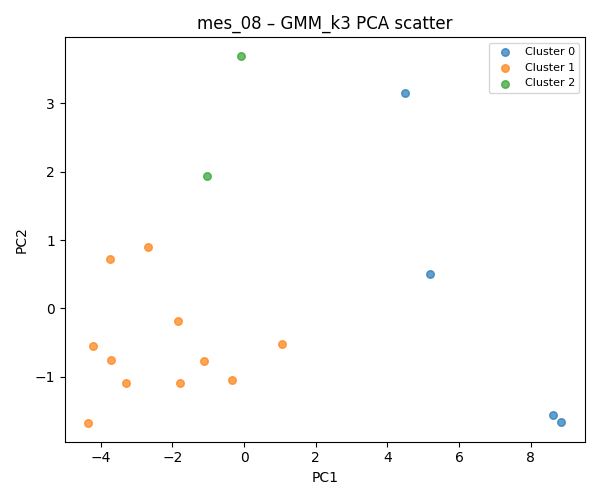 mes_08 – GMM_k3 PCA scatter
Cluster 0
Cluster 1
Cluster 2
PC2
3
2
1
0
−1
−4
−2
0
2
4
6
8
PC1